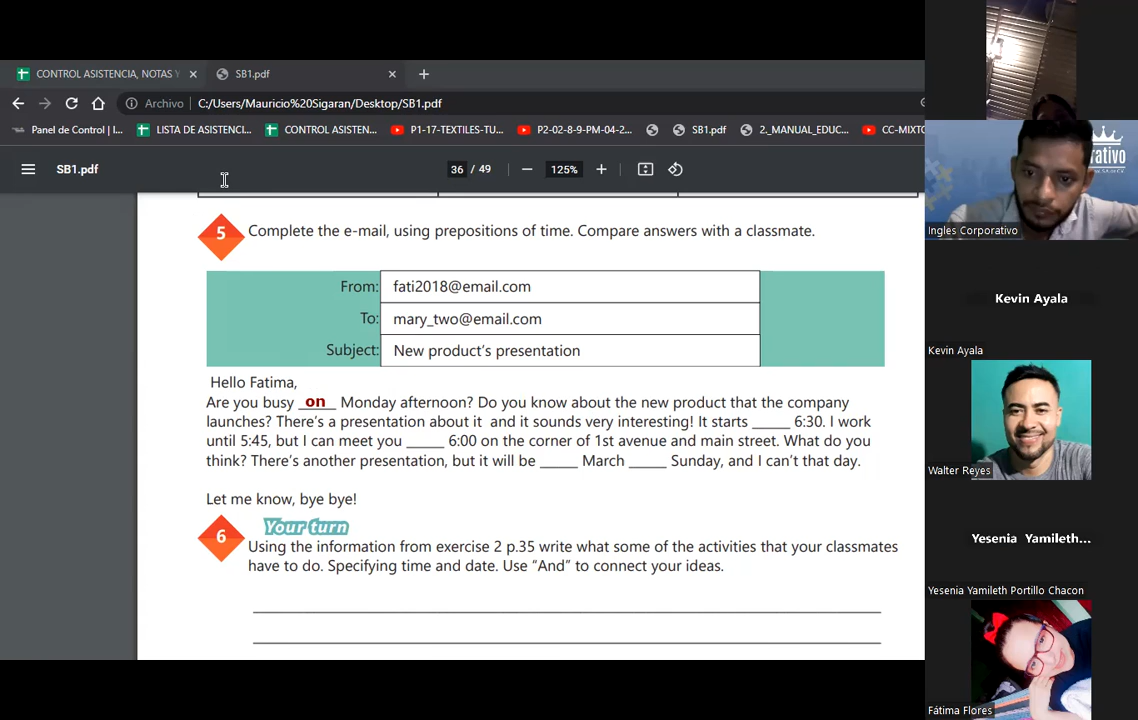 CONTROL ASISTENCIA, NOTAS Y
SB1.pdf
Archivo
C:/Users/Mauricio%20Sigaran/Desktop/SB1.pdf
Panel de Control | I...
LISTA DE ASISTENCI...
CONTROL ASISTEN...
P1-17-TEXTILES-TU...
P2-02-8-9-PM-04-2...
SB1.pdf
2._MANUAL_EDUC...
CC-MIXTO
SB1.pdf
36 / 49
125%
5
Complete the e-mail, using prepositions of time. Compare answers with a classmate.
From: fati2018@email.com
To: mary_two@email.com
Subject: New product's presentation
Hello Fatima,
Are you busy __on__ Monday afternoon? Do you know about the new product that the company
launches? There's a presentation about it and it sounds very interesting! It starts _____ 6:30. I work
until 5:45, but I can meet you _____ 6:00 on the corner of 1st avenue and main street. What do you
think? There's another presentation, but it will be _____ March _____ Sunday, and I can't that day.
Let me know, bye bye!
6
Your turn
Using the information from exercise 2 p.35 write what some of the activities that your classmates
have to do. Specifying time and date. Use “And” to connect your ideas.
Ingles Corporativo
Kevin Ayala
Kevin Ayala
Walter Reyes
Yesenia Yamileth...
Yesenia Yamileth Portillo Chacon
Fátima Flores